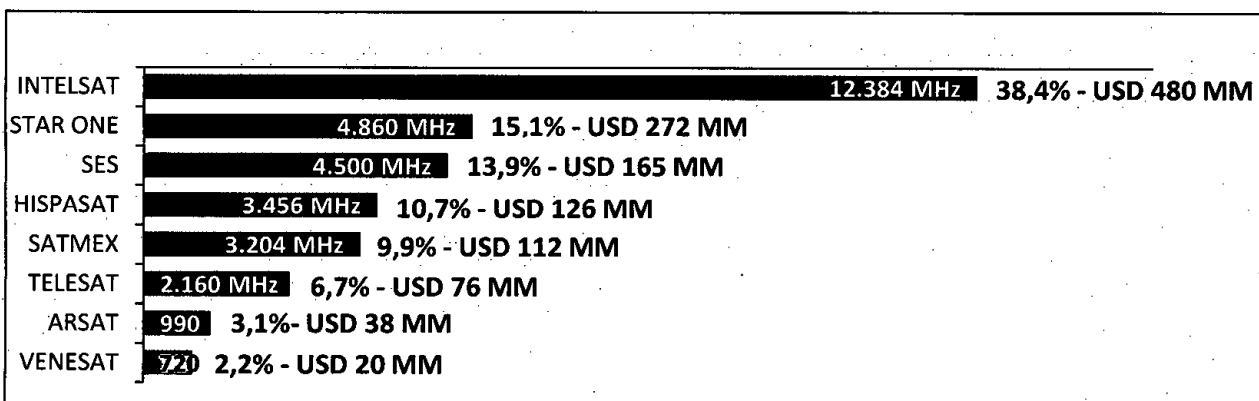 INTELSAT 12.384 MHz 38,4% - USD 480 MM
STAR ONE 4.860 MHz 15,1% - USD 272 MM
SES 4.500 MHz 13,9% - USD 165 MM
HISPASAT 3.456 MHz 10,7% - USD 126 MM
SATMEX 3.204 MHz 9,9% - USD 112 MM
TELESAT 2.160 MHz 6,7% - USD 76 MM
ARSAT 990 3,1%- USD 38 MM
VENESAT 720 2,2% - USD 20 MM